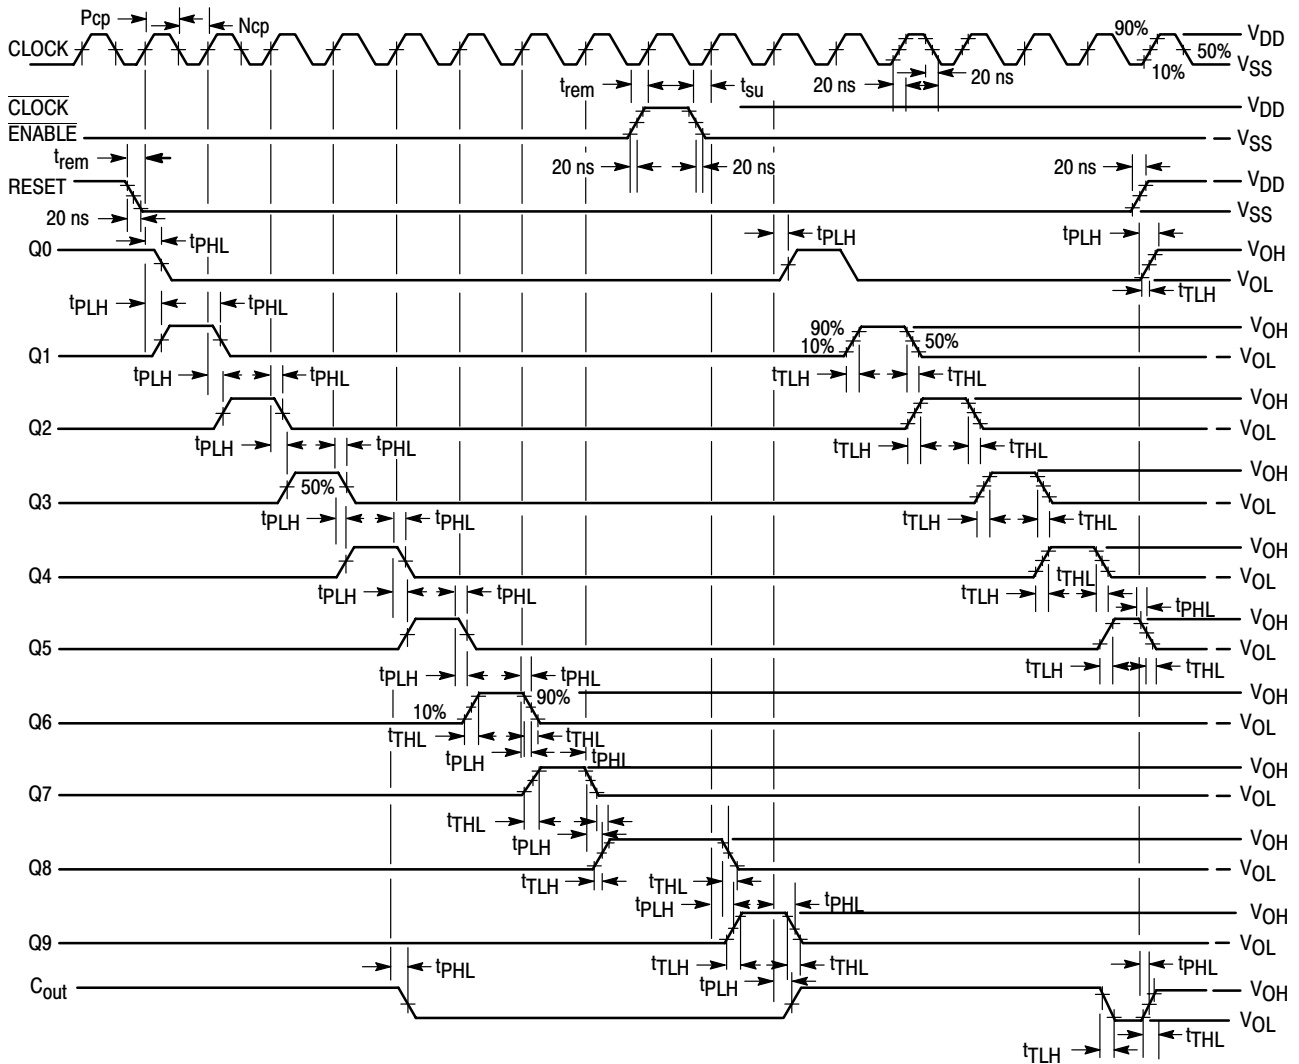 Pcp Ncp
CLOCK 90% VDD
50%
10% VSS
trem tsu 20 ns 20 ns
CLOCK VDD
ENABLE VSS
trem 20 ns 20 ns 20 ns
RESET VDD
20 ns VSS
tPHL tPLH tPLH
Q0 VOH
VOL
tPLH tPHL tTLH
90% VOH
10% 50%
Q1 VOL
tPLH tPHL tTLH tTHL
VOH
Q2 VOL
tPLH tPHL tTLH tTHL
VOH
50%
Q3 VOL
tPLH tPHL tTLH tTHL
VOH
Q4 VOL
tPLH tPHL tTLH tTHL tPHL
VOH
Q5 VOL
tPLH tPHL tTLH tTHL
90% VOH
10%
Q6 VOL
tTHL tTHL
tPLH tPHL
VOH
Q7 VOL
tTHL tPLH
VOH
Q8 VOL
tTLH tTHL
tPLH tPHL
VOH
Q9 VOL
tPHL tTLH tTHL tPHL
tPLH
Cout VOH
VOL
tTLH tTHL